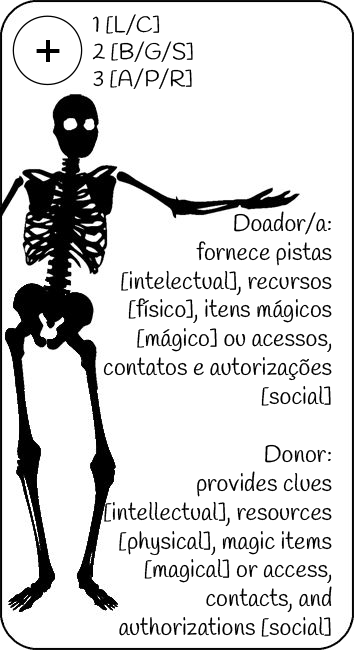 +
1 [L/C]
2 [B/G/S]
3 [A/P/R]
Doador/a:
fornece pistas
[intelectual], recursos
[físico], itens mágicos
[mágico] ou acessos,
contatos e autorizações
[social]
Donor:
provides clues
[intellectual], resources
[physical], magic items
[magical] or access,
contacts, and
authorizations [social]